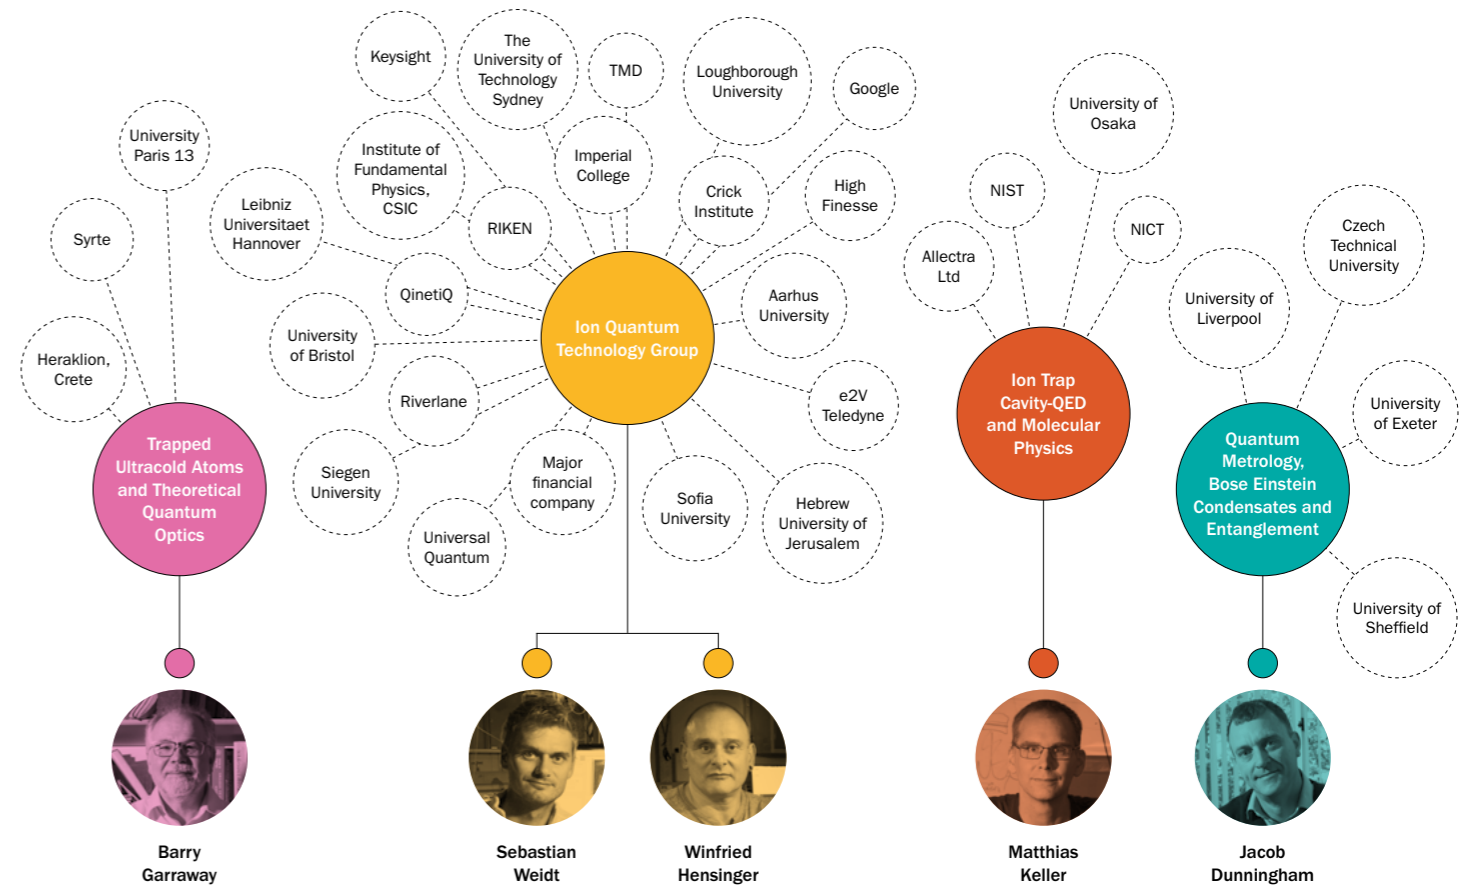 Keysight
The
University of
Technology
Sydney
TMD
Loughborough
University
Google
University of
Osaka
University
Paris 13
Institute of
Fundamental
Physics,
CSIC
Imperial
College
Crick
Institute
High
Finesse
NIST
NICT
Syrte
Leibniz
Universitaet
Hannover
RIKEN
Allectra
Ltd
Czech
Technical
University
QinetiQ
Aarhus
University
University of
Liverpool
Heraklion,
Crete
University
of Bristol
Ion Quantum
Technology Group
Riverlane
e2V
Teledyne
Ion Trap
Cavity-QED
and Molecular
Physics
University
of Exeter
Trapped
Ultracold Atoms
and Theoretical
Quantum
Optics
Siegen
University
Major
financial
company
Sofia
University
Hebrew
University of
Jerusalem
Quantum
Metrology,
Bose Einstein
Condensates and
Entanglement
Universal
Quantum
University of
Sheffield
Barry
Garraway
Sebastian
Weidt
Winfried
Hensinger
Matthias
Keller
Jacob
Dunningham